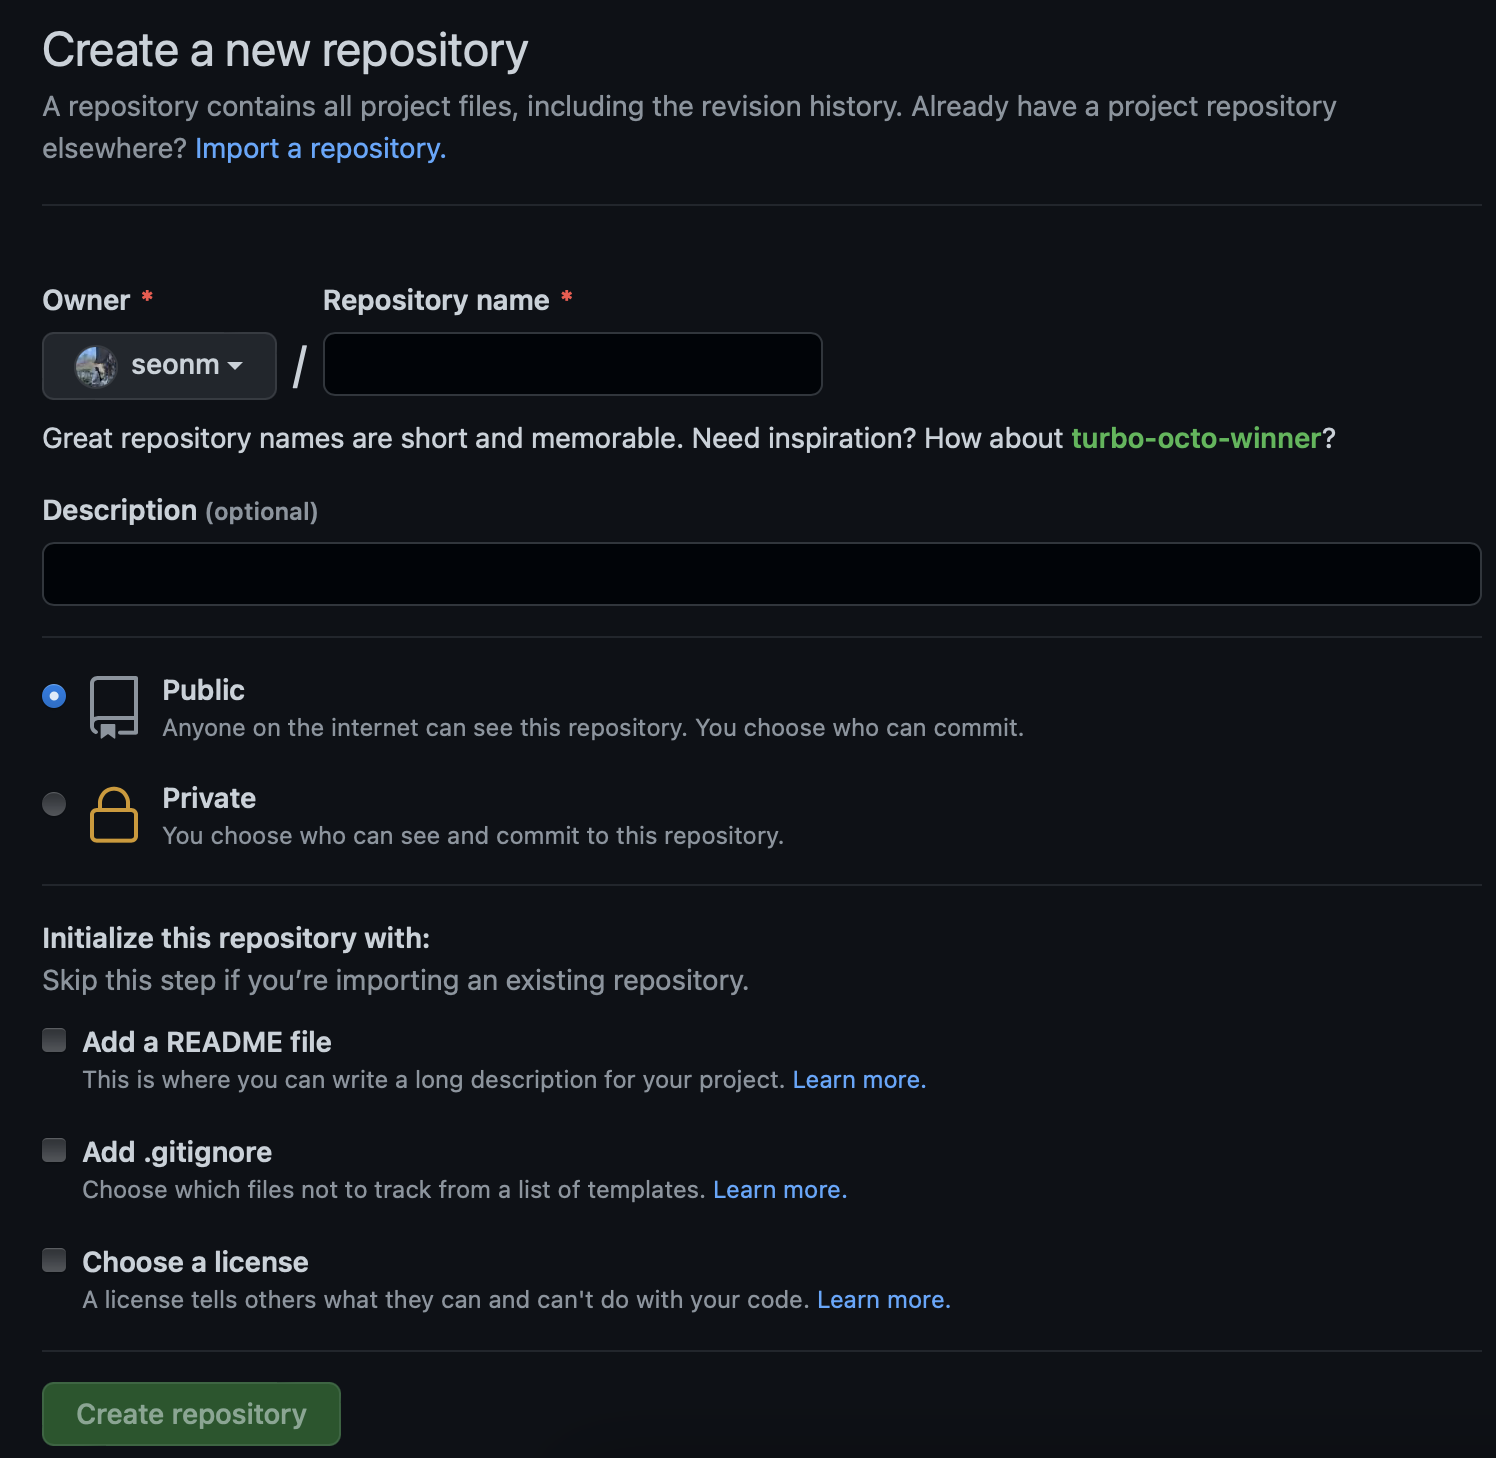 Create a new repository
A repository contains all project files, including the revision history. Already have a project repository
elsewhere? Import a repository.
Owner * Repository name *
seonm / 
Great repository names are short and memorable. Need inspiration? How about turbo-octo-winner?
Description (optional)
Public
Anyone on the internet can see this repository. You choose who can commit.
Private
You choose who can see and commit to this repository.
Initialize this repository with:
Skip this step if you’re importing an existing repository.
Add a README file
This is where you can write a long description for your project. Learn more.
Add .gitignore
Choose which files not to track from a list of templates. Learn more.
Choose a license
A license tells others what they can and can't do with your code. Learn more.
Create repository